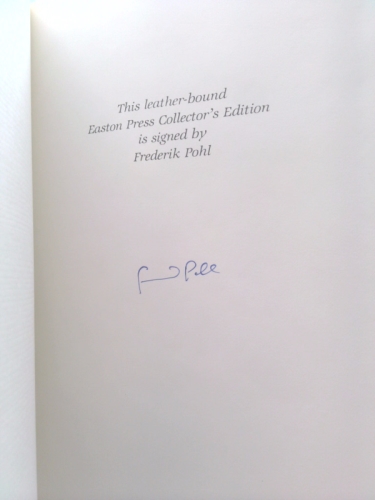 This leather-bound
Easton Press Collector's Edition
is signed by
Frederik Pohl